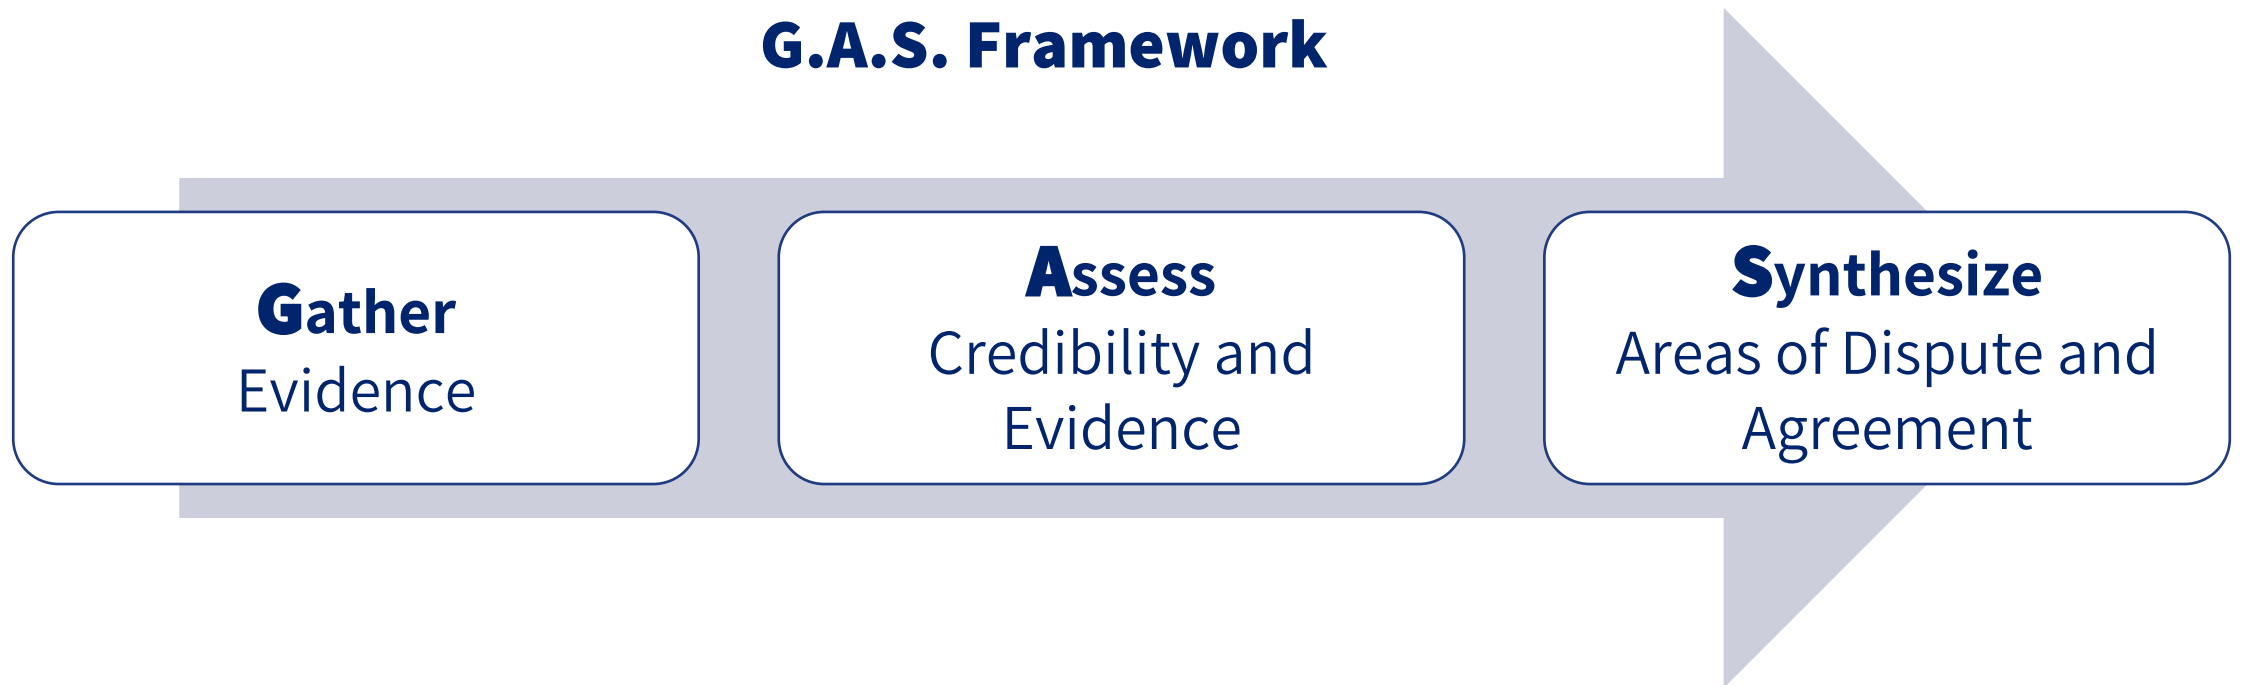 G.A.S. Framework
Gather
Evidence
Assess
Credibility and
Evidence
Synthesize
Areas of Dispute and
Agreement